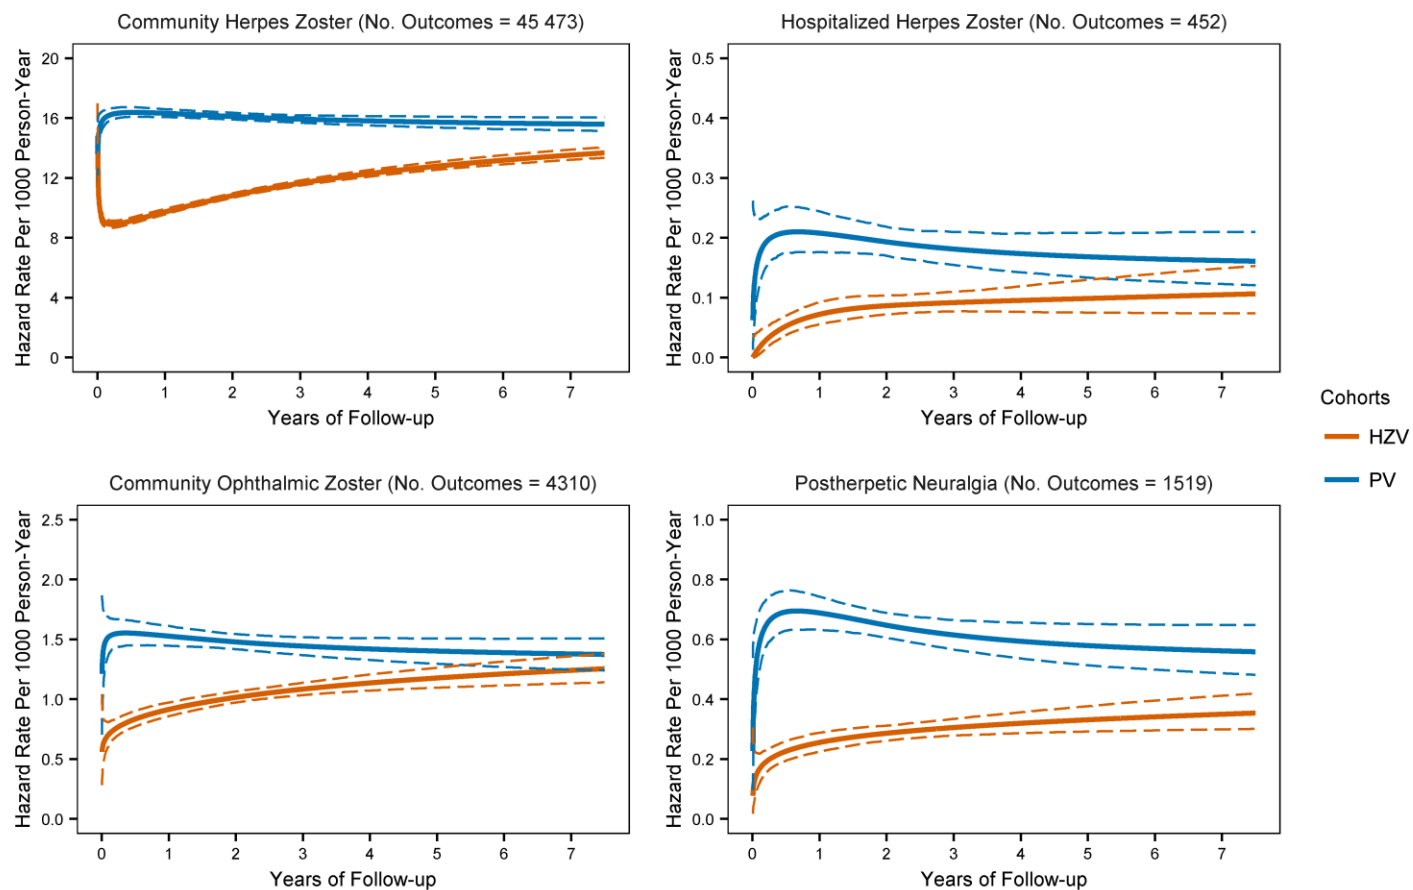 Community Herpes Zoster (No. Outcomes = 45 473)
Hazard Rate Per 1000 Person-Year
20
16
12
8
4
0
0 1 2 3 4 5 6 7
Years of Follow-up
Hospitalized Herpes Zoster (No. Outcomes = 452)
Hazard Rate Per 1000 Person-Year
0.5
0.4
0.3
0.2
0.1
0.0
0 1 2 3 4 5 6 7
Years of Follow-up
Cohorts
HZV
PV
Community Ophthalmic Zoster (No. Outcomes = 4310)
Hazard Rate Per 1000 Person-Year
2.5
2.0
1.5
1.0
0.5
0.0
0 1 2 3 4 5 6 7
Years of Follow-up
Postherpetic Neuralgia (No. Outcomes = 1519)
Hazard Rate Per 1000 Person-Year
1.0
0.8
0.6
0.4
0.2
0.0
0 1 2 3 4 5 6 7
Years of Follow-up